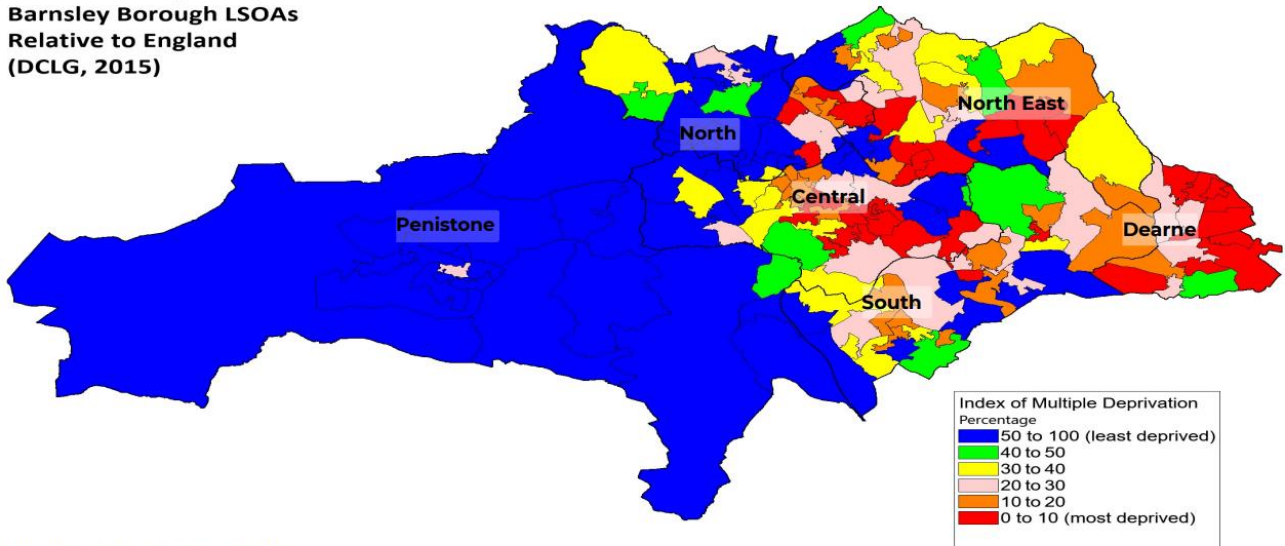 Barnsley Borough LSOAs
Relative to England
(DCLG, 2015)
North East
North
Central
Penistone
Dearne
South
Index of Multiple Deprivation
Percentage
50 to 100 (least deprived)
40 to 50
30 to 40
20 to 30
10 to 20
0 to 10 (most deprived)